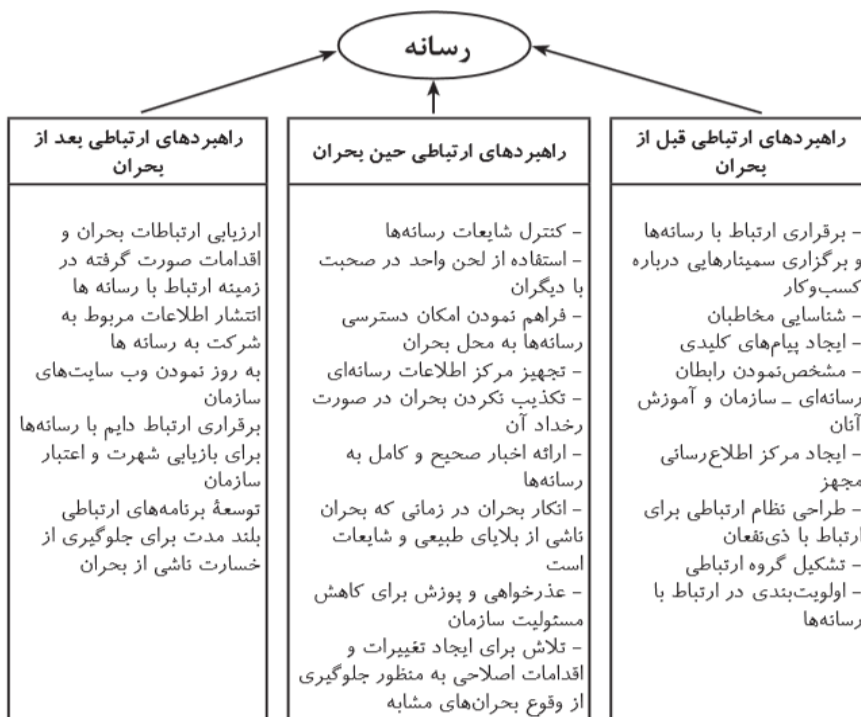 رسانه
راهبردهای ارتباطی قبل از
بحران
- برقراری ارتباط با رسانه‌ها
و برگزاری سمینارهایی درباره
کسب‌وکار
- شناسایی مخاطبان
- ایجاد پیام‌های کلیدی
- مشخص‌نمودن رابطان
رسانه‌ای ـ سازمان و آموزش
آنان
- ایجاد مرکز اطلاع‌رسانی
مجهز
- طراحی نظام ارتباطی برای
ارتباط با ذی‌نفعان
- تشکیل گروه ارتباطی
- اولویت‌بندی در ارتباط با
رسانه‌ها
راهبردهای ارتباطی حین بحران
- کنترل شایعات رسانه‌ها
- استفاده از لحن واحد در صحبت
با دیگران
- فراهم نمودن امکان دسترسی
رسانه‌ها به محل بحران
- تجهیز مرکز اطلاعات رسانه‌ای
- تکذیب نکردن بحران در صورت
رخداد آن
- ارائه اخبار صحیح و کامل به
رسانه‌ها
- انکار بحران در زمانی که بحران
ناشی از بلایای طبیعی و شایعات
است
- عذرخواهی و پوزش برای کاهش
مسئولیت سازمان
- تلاش برای ایجاد تغییرات و
اقدامات اصلاحی به منظور جلوگیری
از وقوع بحران‌های مشابه
راهبردهای ارتباطی بعد از
بحران
ارزیابی ارتباطات بحران و
اقدامات صورت گرفته در
زمینه ارتباط با رسانه ها
انتشار اطلاعات مربوط به
شرکت به رسانه ها
به روز نمودن وب سایت‌های
سازمان
برقراری ارتباط دایم با رسانه‌ها
برای بازیابی شهرت و اعتبار
سازمان
توسعهٔ برنامه‌های ارتباطی
بلند مدت برای جلوگیری از
خسارت ناشی از بحران